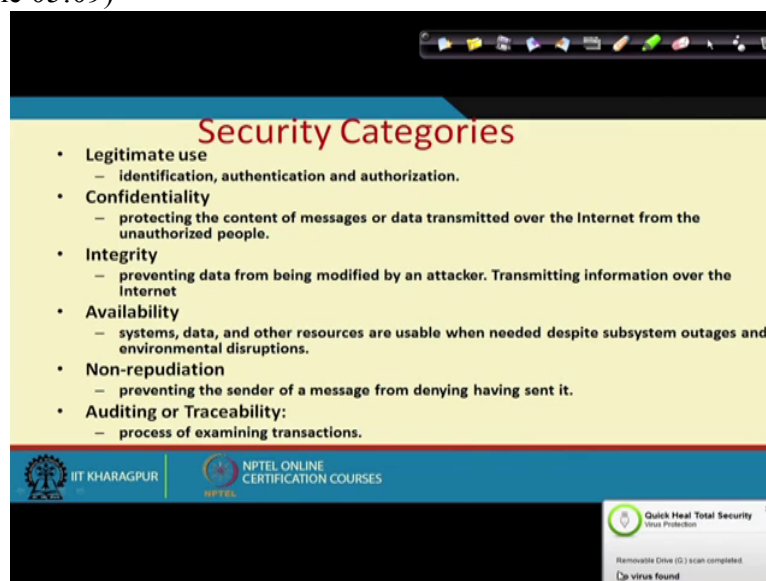 05:09)
Security Categories
• Legitimate use
– identification, authentication and authorization.
• Confidentiality
– protecting the content of messages or data transmitted over the Internet from the
unauthorized people.
• Integrity
– preventing data from being modified by an attacker. Transmitting information over the
Internet
• Availability
– systems, data, and other resources are usable when needed despite subsystem outages and
environmental disruptions.
• Non-repudiation
– preventing the sender of a message from denying having sent it.
• Auditing or Traceability:
– process of examining transactions.
IIT KHARAGPUR
NPTEL
NPTEL ONLINE
CERTIFICATION COURSES
Quick Heal Total Security
Virus Protection
Removable Drive (G:) scan completed.
virus found